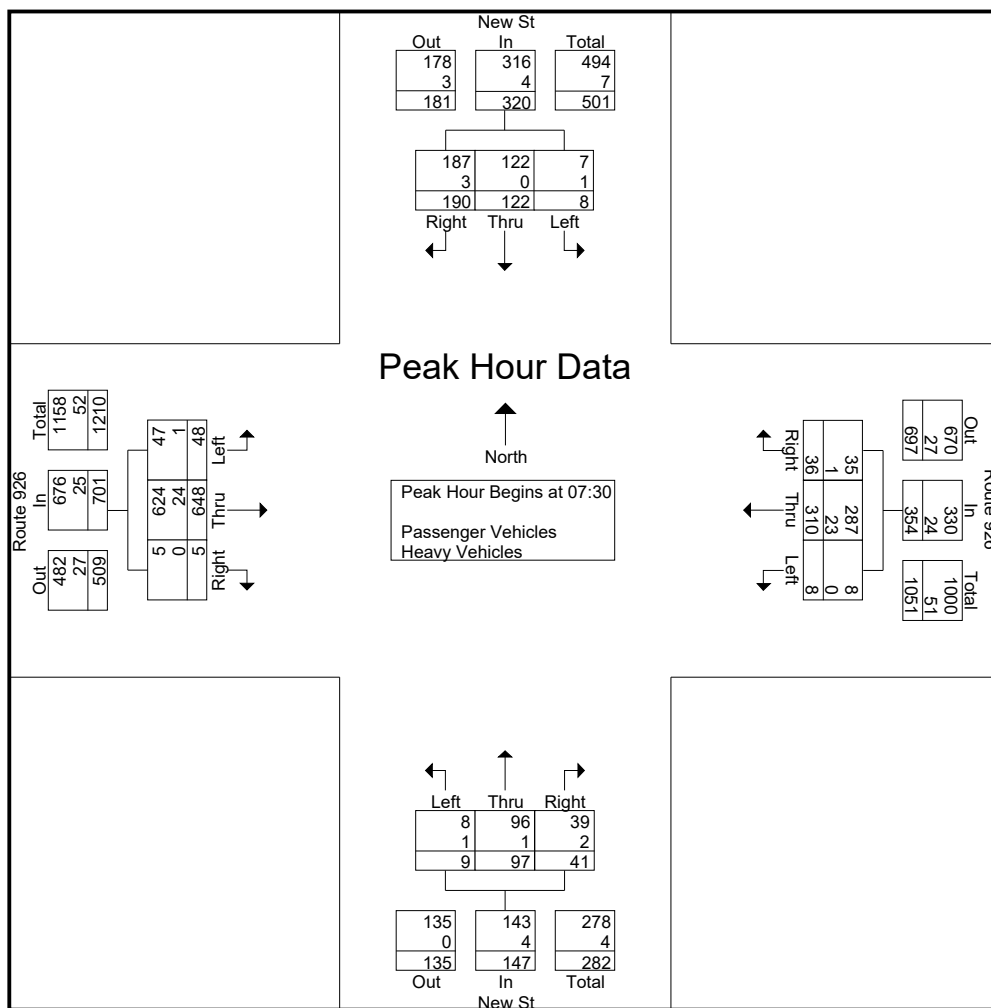 New St
Out In Total
178 316 494
3 4 7
181 320 501
187 122 7
3 0 1
190 122 8
Right Thru Left
Peak Hour Data
North
Peak Hour Begins at 07:30
Passenger Vehicles
Heavy Vehicles
Route 926
Out In Total
482 676 1158
27 25 52
509 701 1210
Right Thru Left
5 624 47
0 24 1
5 648 48
Route 926
Out In Total
670 330 1000
27 24 51
697 354 1051
35 287 8
1 23 0
36 310 8
Right Thru Left
Left Thru Right
8 96 39
1 1 2
9 97 41
135 143 278
0 4 4
135 147 282
Out In Total
New St